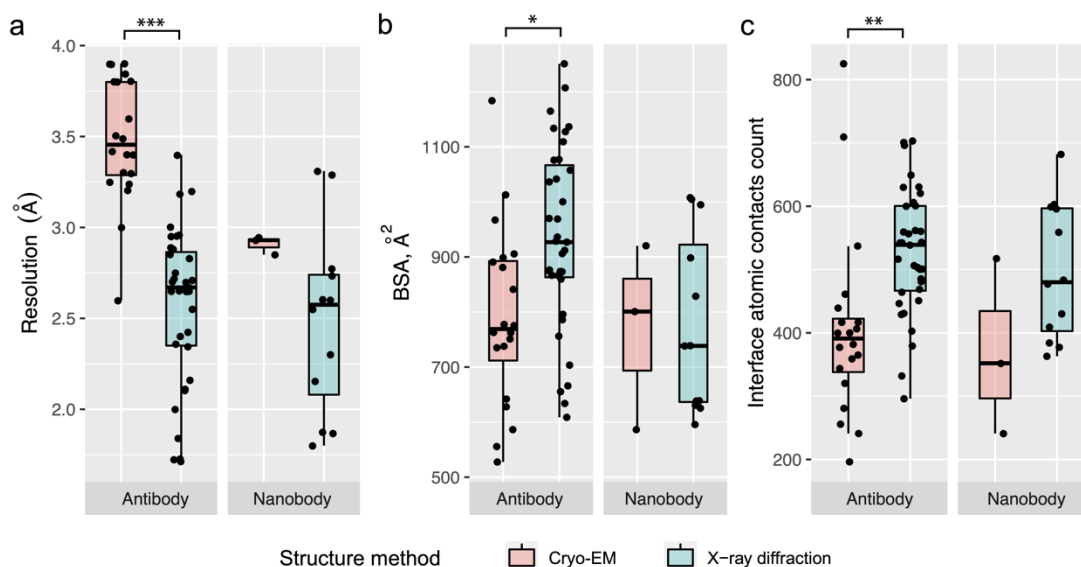 a
***
Resolution (Å)
4.0
3.5
3.0
2.5
2.0
Antibody
Nanobody
b
*
BSA, Å²
1100
900
700
500
Antibody
Nanobody
c
**
Interface atomic contacts count
800
600
400
200
Antibody
Nanobody
Structure method
Cryo−EM
X−ray diffraction